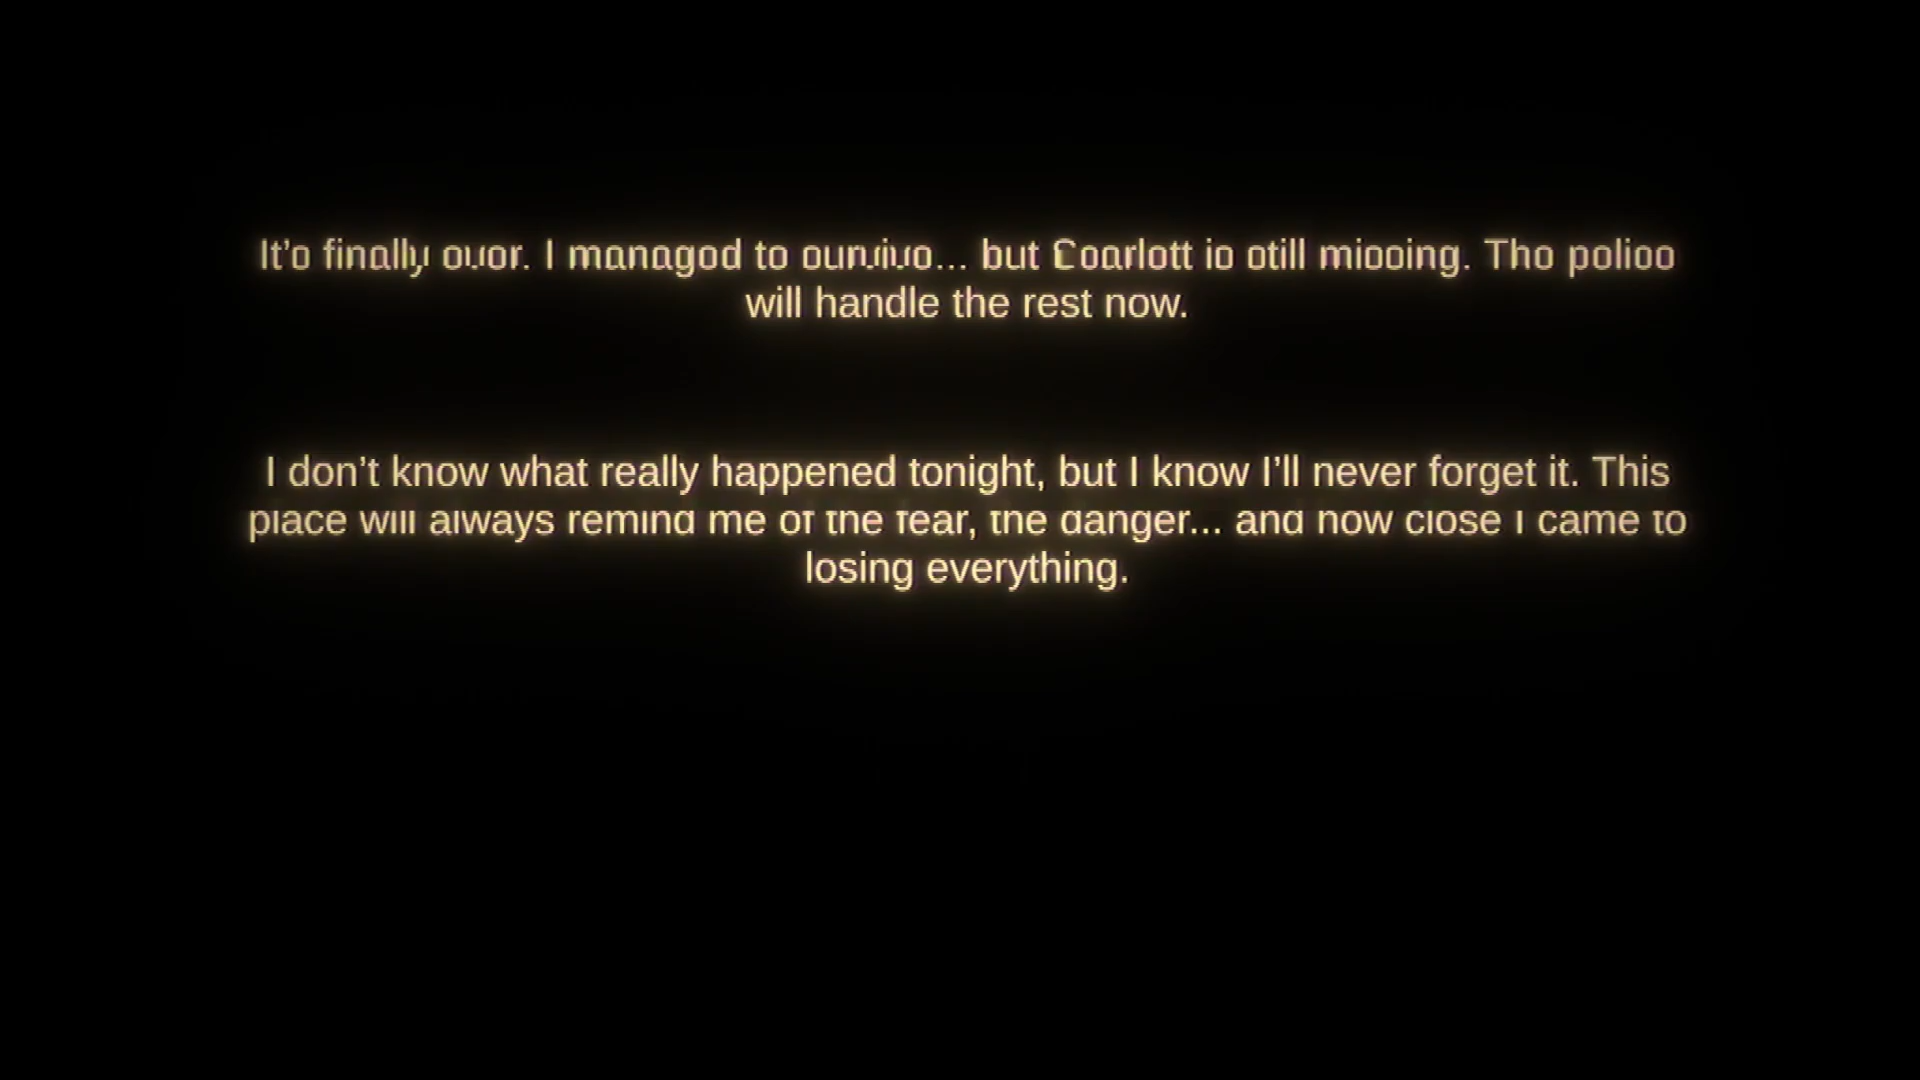 It’s finally over. I managed to survive... but is still missing. The police
will handle the rest now.
I don’t know what really happened tonight, but I know I’ll never forget it. This
place will always remind me of the fear, the danger... and how close I came to
losing everything.